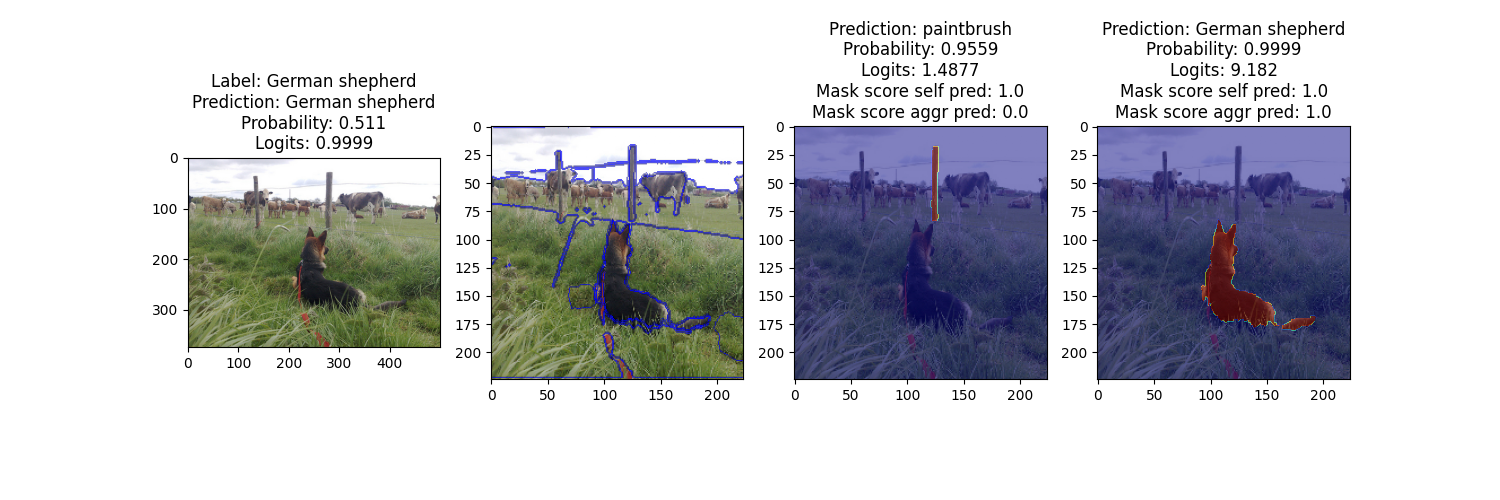 Label: German shepherd
Prediction: German shepherd
Probability: 0.511
Logits: 0.9999
0
100
200
300
0 100 200 300 400
0
25
50
75
100
125
150
175
200
0 50 100 150 200
Prediction: paintbrush
Probability: 0.9559
Logits: 1.4877
Mask score self pred: 1.0
Mask score aggr pred: 0.0
0
25
50
75
100
125
150
175
200
0 50 100 150 200
Prediction: German shepherd
Probability: 0.9999
Logits: 9.182
Mask score self pred: 1.0
Mask score aggr pred: 1.0
0
25
50
75
100
125
150
175
200
0 50 100 150 200